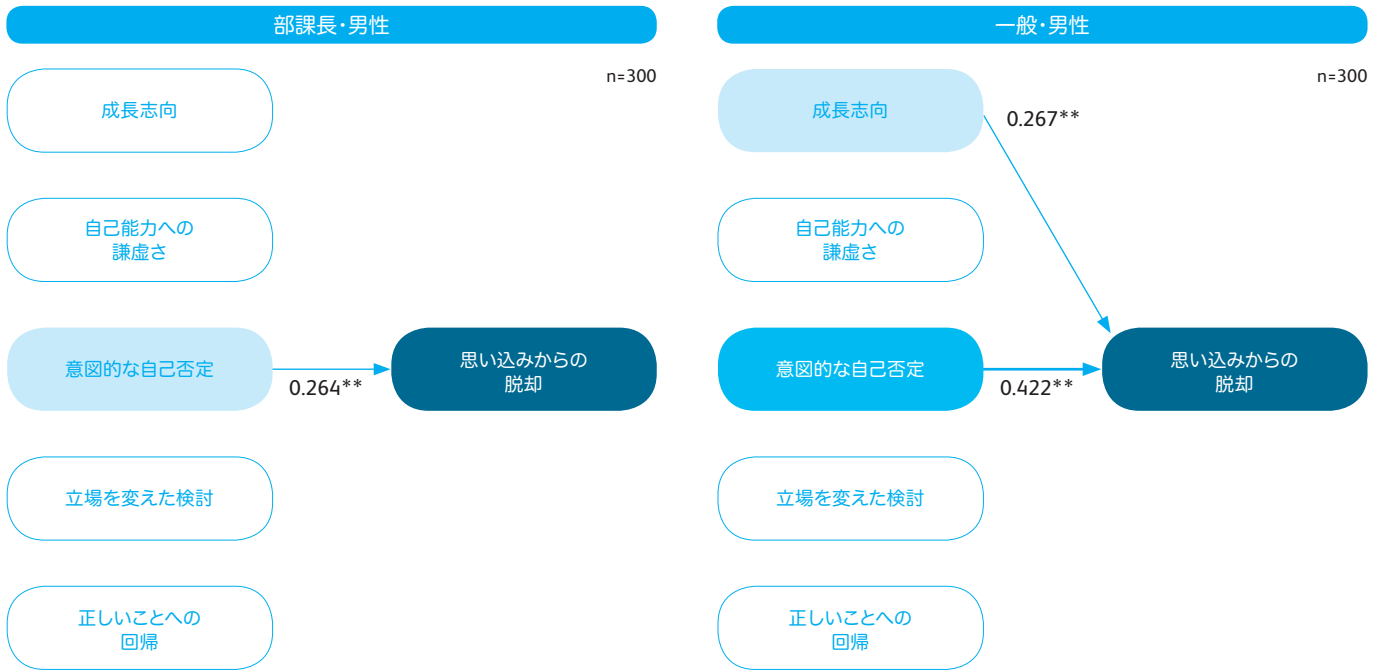 部課長・男性
n=300
成長志向
自己能力への
謙虚さ
意図的な自己否定
0.264**
思い込みからの
脱却
立場を変えた検討
正しいことへの
回帰
一般・男性
n=300
成長志向
0.267**
自己能力への
謙虚さ
意図的な自己否定
0.422**
思い込みからの
脱却
立場を変えた検討
正しいことへの
回帰